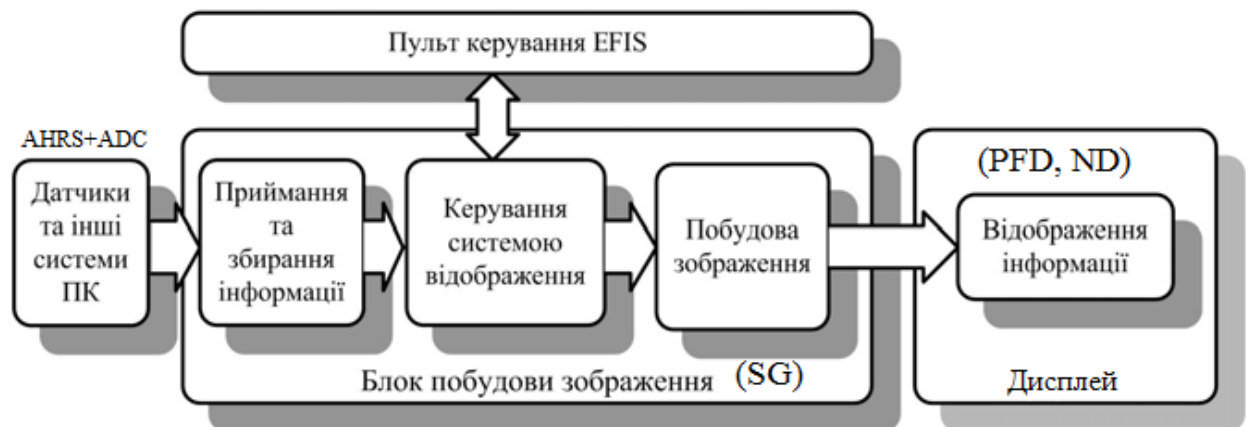 Пульт керування EFIS
AHRS+ADC
Датчики
та інші
системи
ПК
Приймання
та
збирання
інформації
Керування
системою
відображення
Побудова
зображення
(PFD, ND)
Відображення
інформації
Блок побудови зображення (SG)
Дисплей